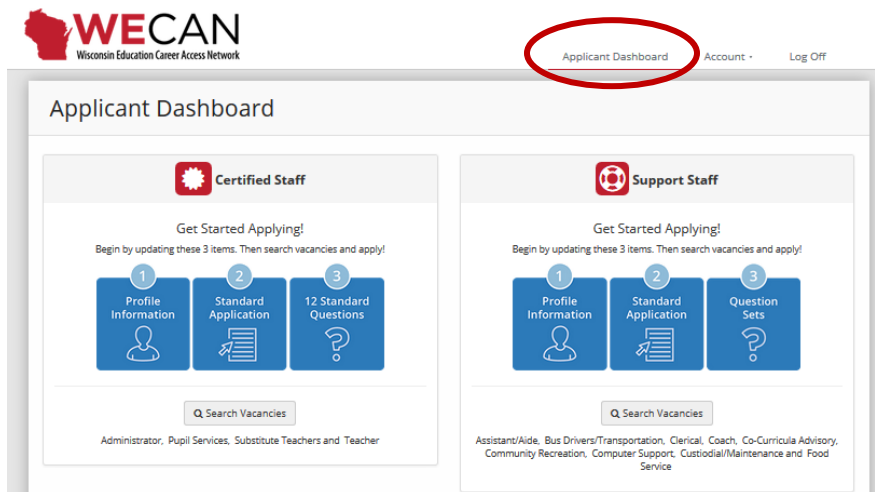 WECAN
Wisconsin Education Career Access Network
Applicant Dashboard
Account
Log Off
Applicant Dashboard
Certified Staff
Get Started Applying!
Begin by updating these 3 items. Then search vacancies and apply!
1
Profile
Information
2
Standard
Application
3
12 Standard
Questions
Search Vacancies
Administrator, Pupil Services, Substitute Teachers and Teacher
Support Staff
Get Started Applying!
Begin by updating these 3 items. Then search vacancies and apply!
1
Profile
Information
2
Standard
Application
3
Question
Sets
Search Vacancies
Assistant/Aide, Bus Drivers/Transportation, Clerical, Coach, Co-Curricula Advisory,
Community Recreation, Computer Support, Custiodial/Maintenance and Food
Service